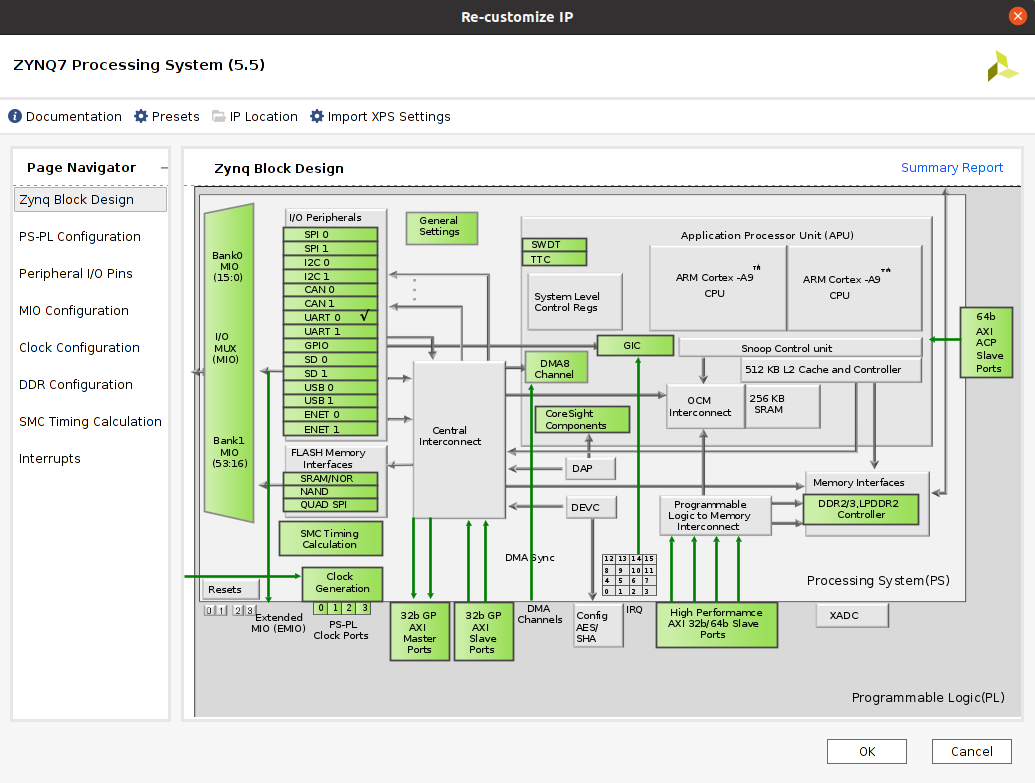 Re-customize IP
ZYNQ7 Processing System (5.5)
Documentation
Presets
IP Location
Import XPS Settings
Page Navigator
Zynq Block Design
PS-PL Configuration
Peripheral I/O Pins
MIO Configuration
Clock Configuration
DDR Configuration
SMC Timing Calculation
Interrupts
Zynq Block Design
Summary Report
Bank0
MIO
(15:0)
I/O
MUX
(MIO)
Bank1
MIO
(53:16)
I/O Peripherals
SPI 0
SPI 1
I2C 0
I2C 1
CAN 0
CAN 1
UART 0 √
UART 1
GPIO
SD 0
SD 1
USB 0
USB 1
ENET 0
ENET 1
FLASH Memory
Interfaces
SRAM/NOR
NAND
QUAD SPI
SMC Timing
Calculation
General
Settings
Application Processor Unit (APU)
SWDT
TTC
System Level
Control Regs
ARM Cortex -A9™
CPU
ARM Cortex -A9™
CPU
GIC
Snoop Control unit
512 KB L2 Cache and Controller
DMA8
Channel
OCM
Interconnect
256 KB
SRAM
CoreSight
Components
Central
Interconnect
DAP
DEVC
Programmable
Logic to Memory
Interconnect
Memory Interfaces
DDR2/3,LPDDR2
Controller
64b
AXI
ACP
Slave
Ports
DMA Sync
12 13 14 15
8 9 10 11
4 5 6 7
0 1 2 3
Processing System(PS)
Resets
0 1 2 3
Clock
Generation
0 1 2 3
Extended
MIO (EMIO)
PS-PL
Clock Ports
32b GP
AXI
Master
Ports
32b GP
AXI
Slave
Ports
DMA
Channels
Config
AES/
SHA
IRQ
High Performamce
AXI 32b/64b Slave
Ports
XADC
Programmable Logic(PL)
OK
Cancel